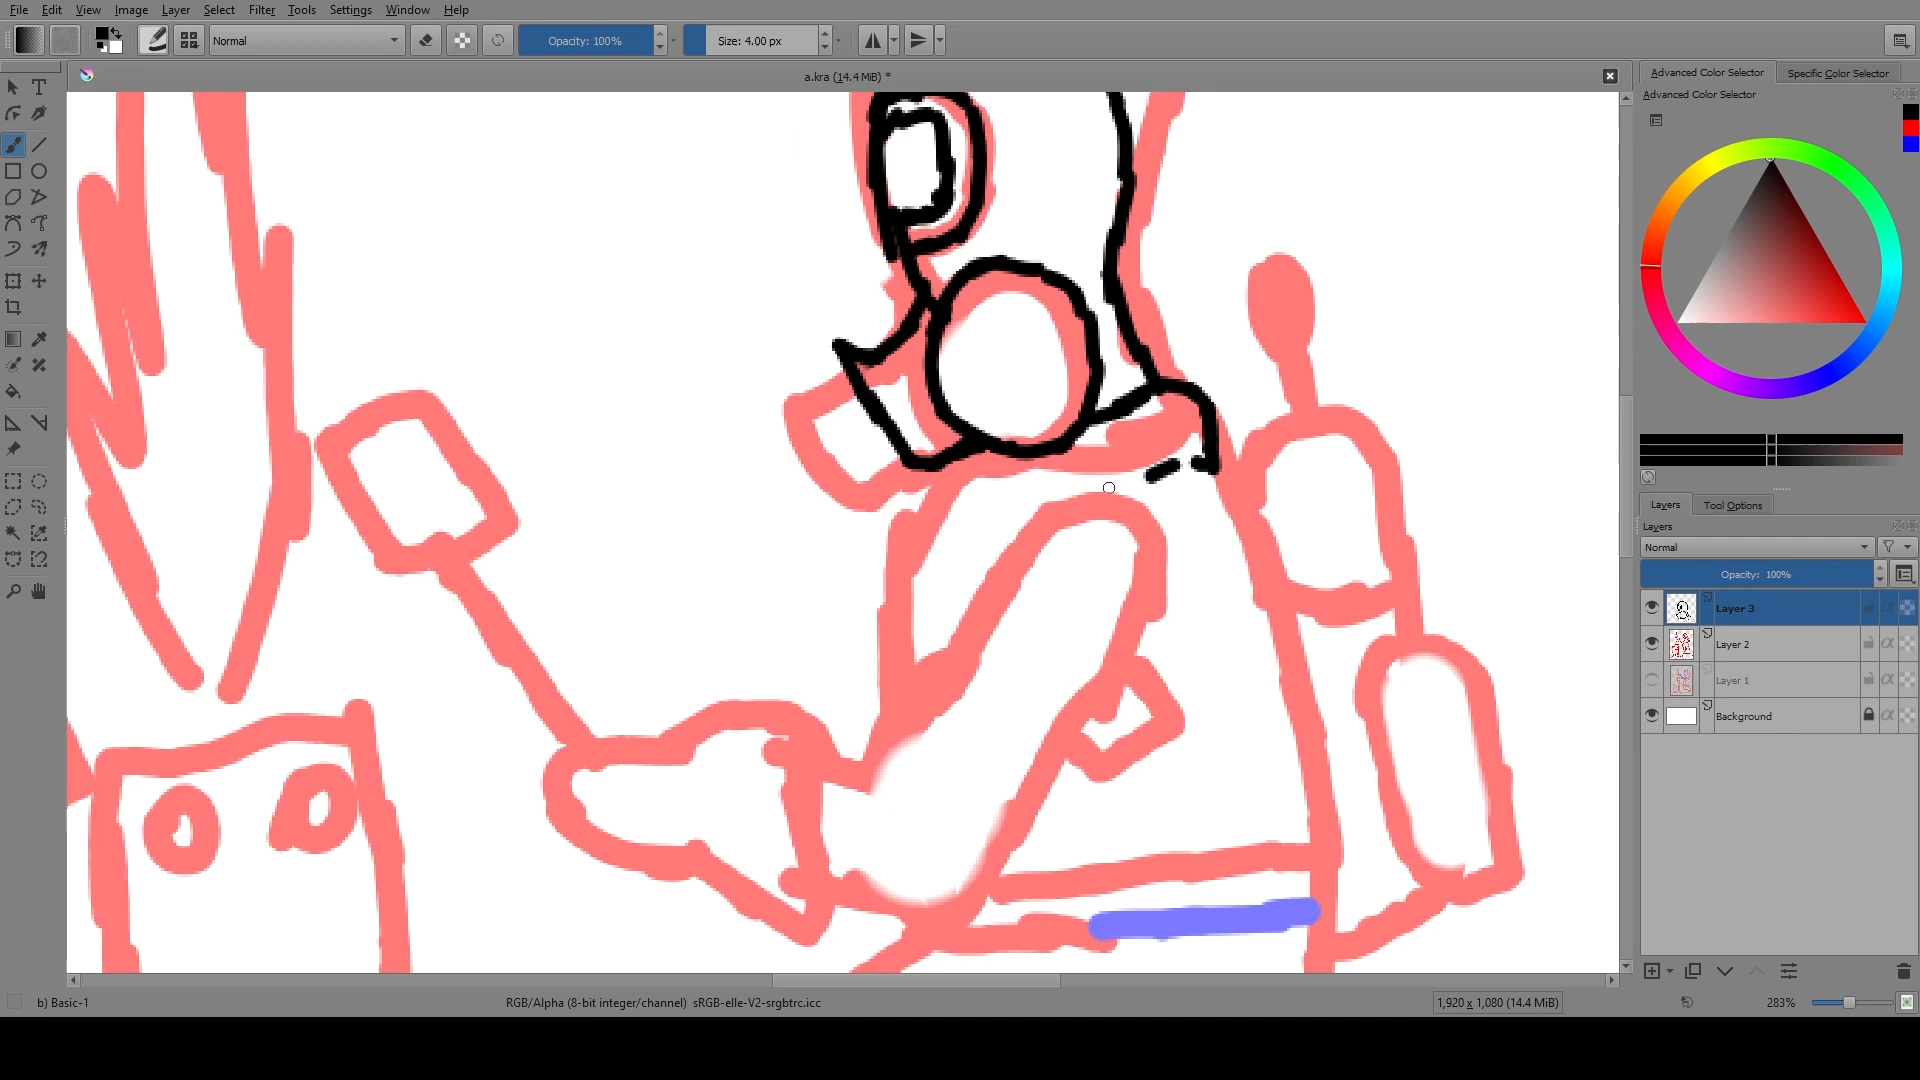 File Edit View Image Layer Select Filter Tools Settings Window Help
Normal Opacity: 100% Size: 4.00 px
a.kra (14.4 MiB) *
Advanced Color Selector Specific Color Selector
Advanced Color Selector
Layers Tool Options
Layers
Normal
Opacity: 100%
Layer 3
Layer 2
Layer 1
Background
b) Basic-1 RGB/Alpha (8-bit integer/channel) sRGB-elle-V2-srgbtrc.icc 1,920 x 1,080 (14.4 MiB) 283%